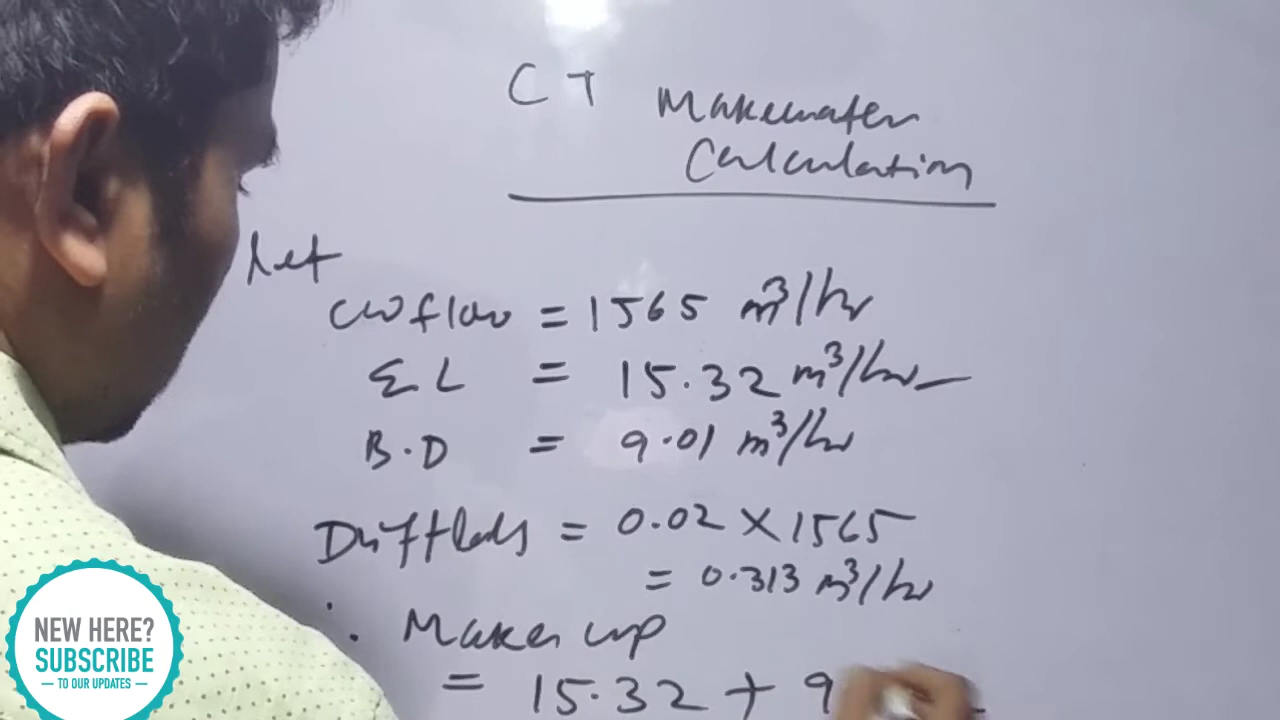 CT Makewater
Calculation
Let
CW flow = 1565 m³/hr
EL = 15.32 m³/hr
B.D = 9.01 m³/hr
Drift loss = 0.02 × 1565
= 0.313 m³/hr
∴ Make up
= 15.32 + 9
NEW HERE?
SUBSCRIBE
TO OUR UPDATES